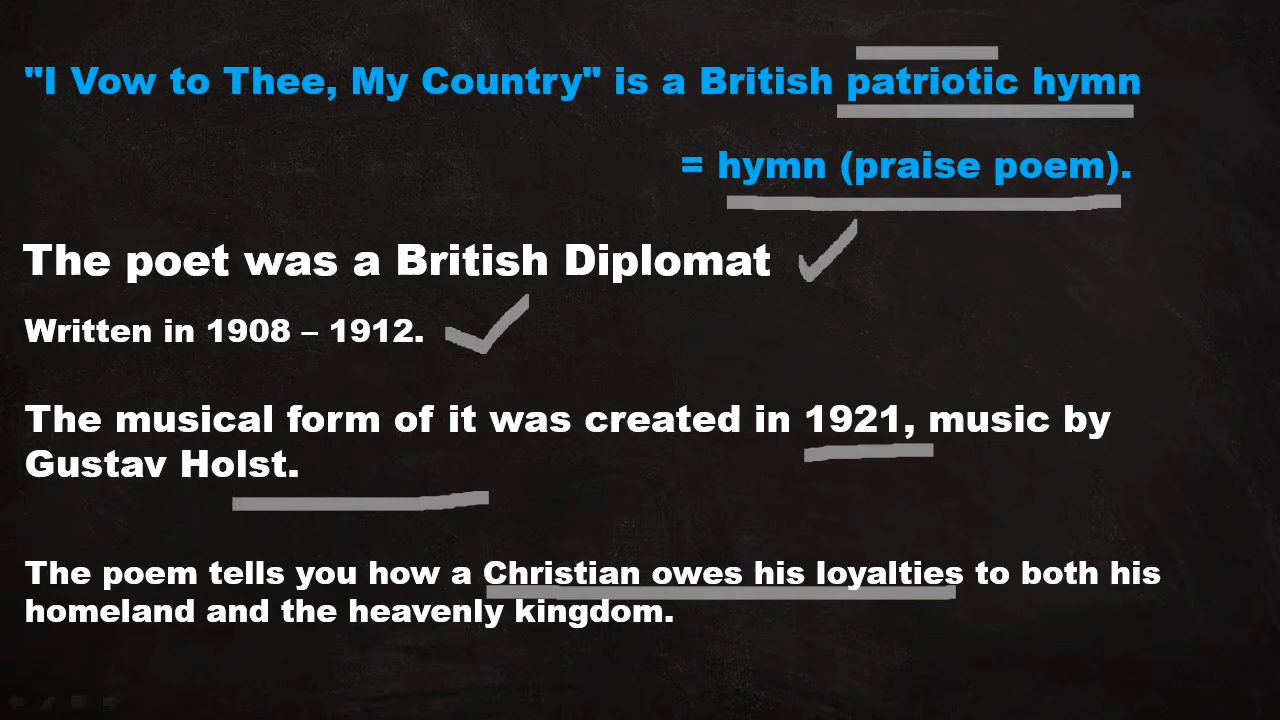 "I Vow to Thee, My Country" is a British patriotic hymn
= hymn (praise poem).
The poet was a British Diplomat
Written in 1908 – 1912.
The musical form of it was created in 1921, music by
Gustav Holst.
The poem tells you how a Christian owes his loyalties to both his
homeland and the heavenly kingdom.